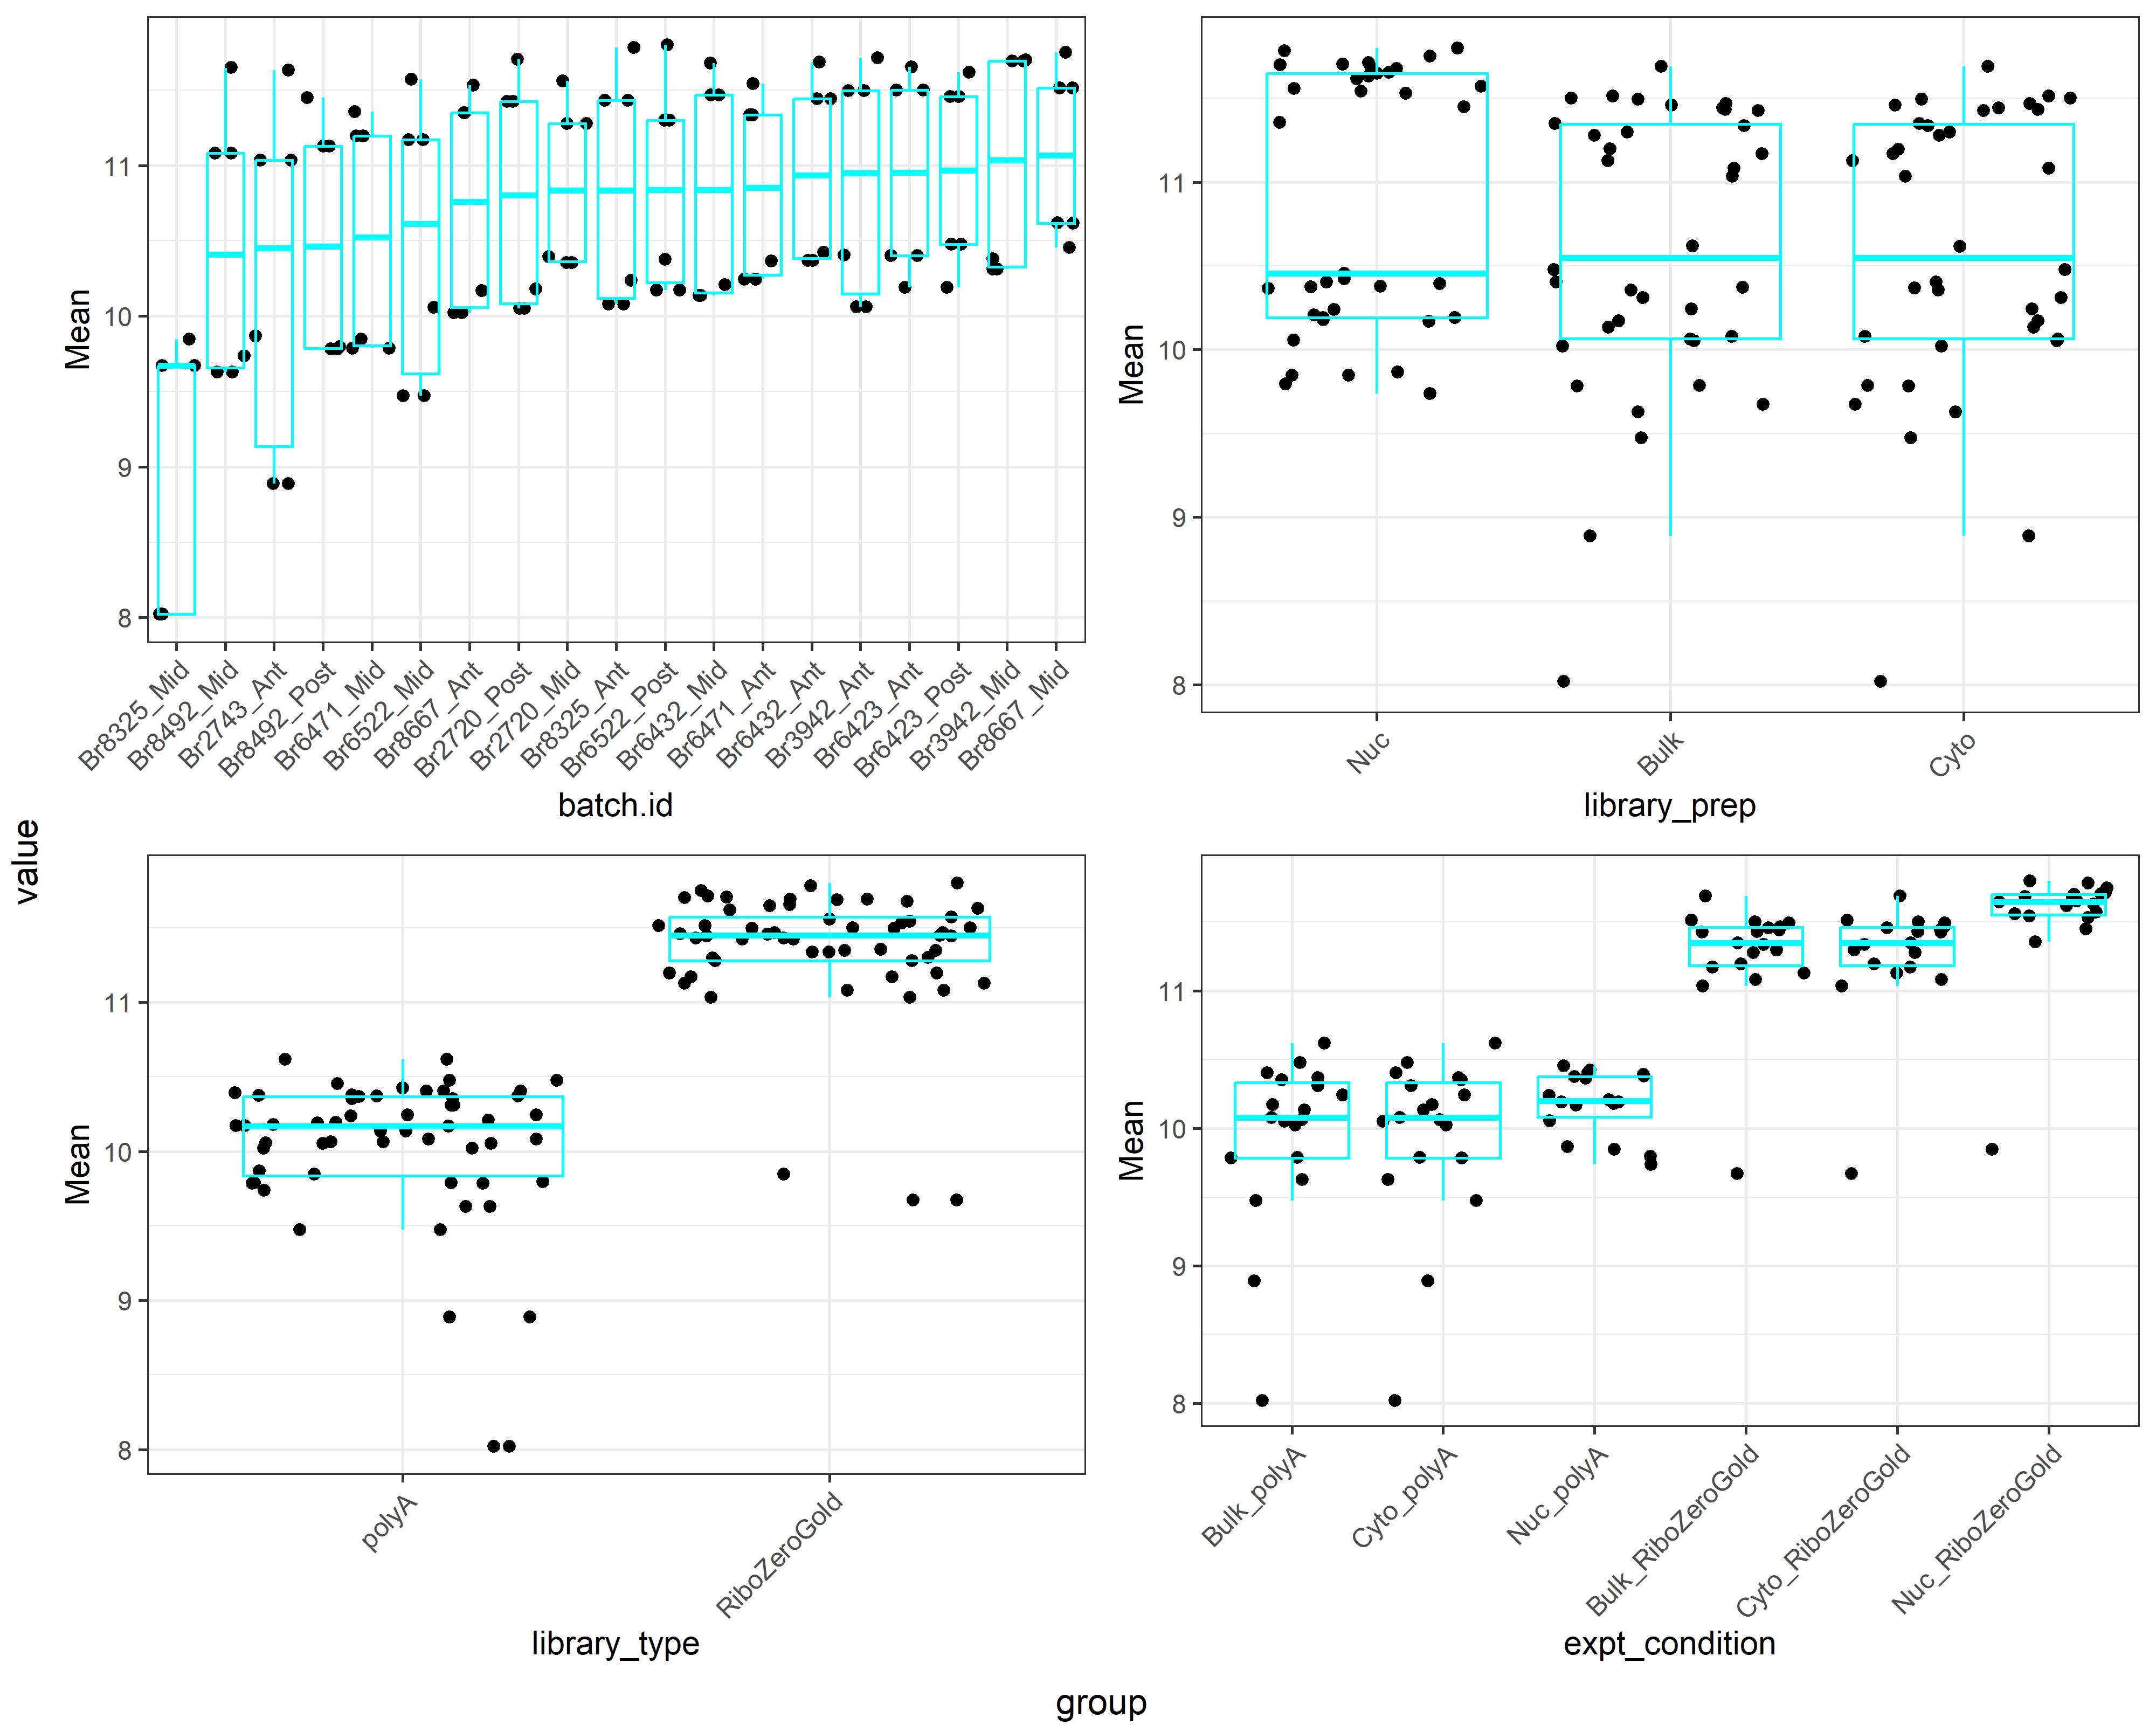 value
Mean
11
10
9
8
Br8325_Mid
Br8492_Mid
Br2743_Ant
Br8492_Post
Br6471_Mid
Br6522_Mid
Br8667_Ant
Br2720_Post
Br2720_Mid
Br8325_Ant
Br6522_Post
Br6432_Mid
Br6471_Ant
Br6432_Ant
Br3942_Ant
Br6423_Ant
Br6423_Post
Br3942_Mid
Br8667_Mid
batch.id
Mean
11
10
9
8
Nuc
Bulk
Cyto
library_prep
Mean
11
10
9
8
polyA
RiboZeroGold
library_type
Mean
11
10
9
8
Bulk_polyA
Cyto_polyA
Nuc_polyA
Bulk_RiboZeroGold
Cyto_RiboZeroGold
Nuc_RiboZeroGold
expt_condition
group